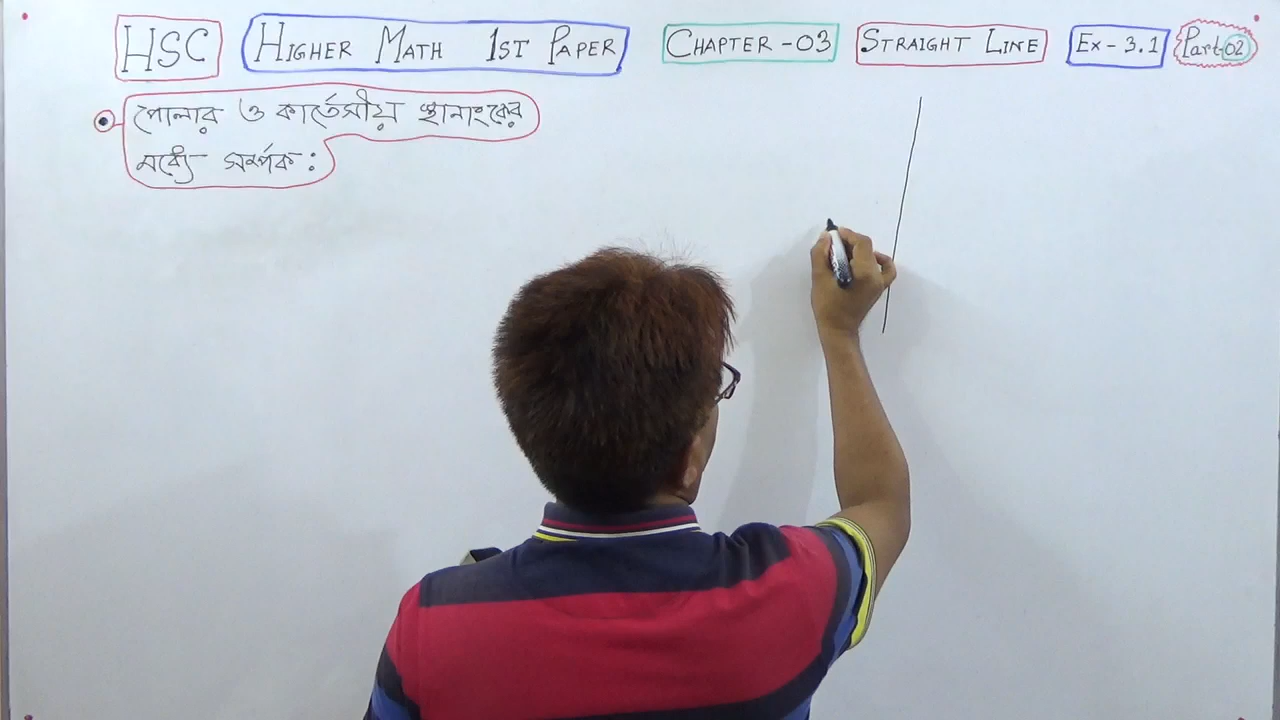 HSC HIGHER MATH 1ST PAPER CHAPTER-03 STRAIGHT LINE Ex-3.1 Part-02
পোলার ও কার্তেসীয় স্থানাংকের
মধ্যে সম্পর্ক: